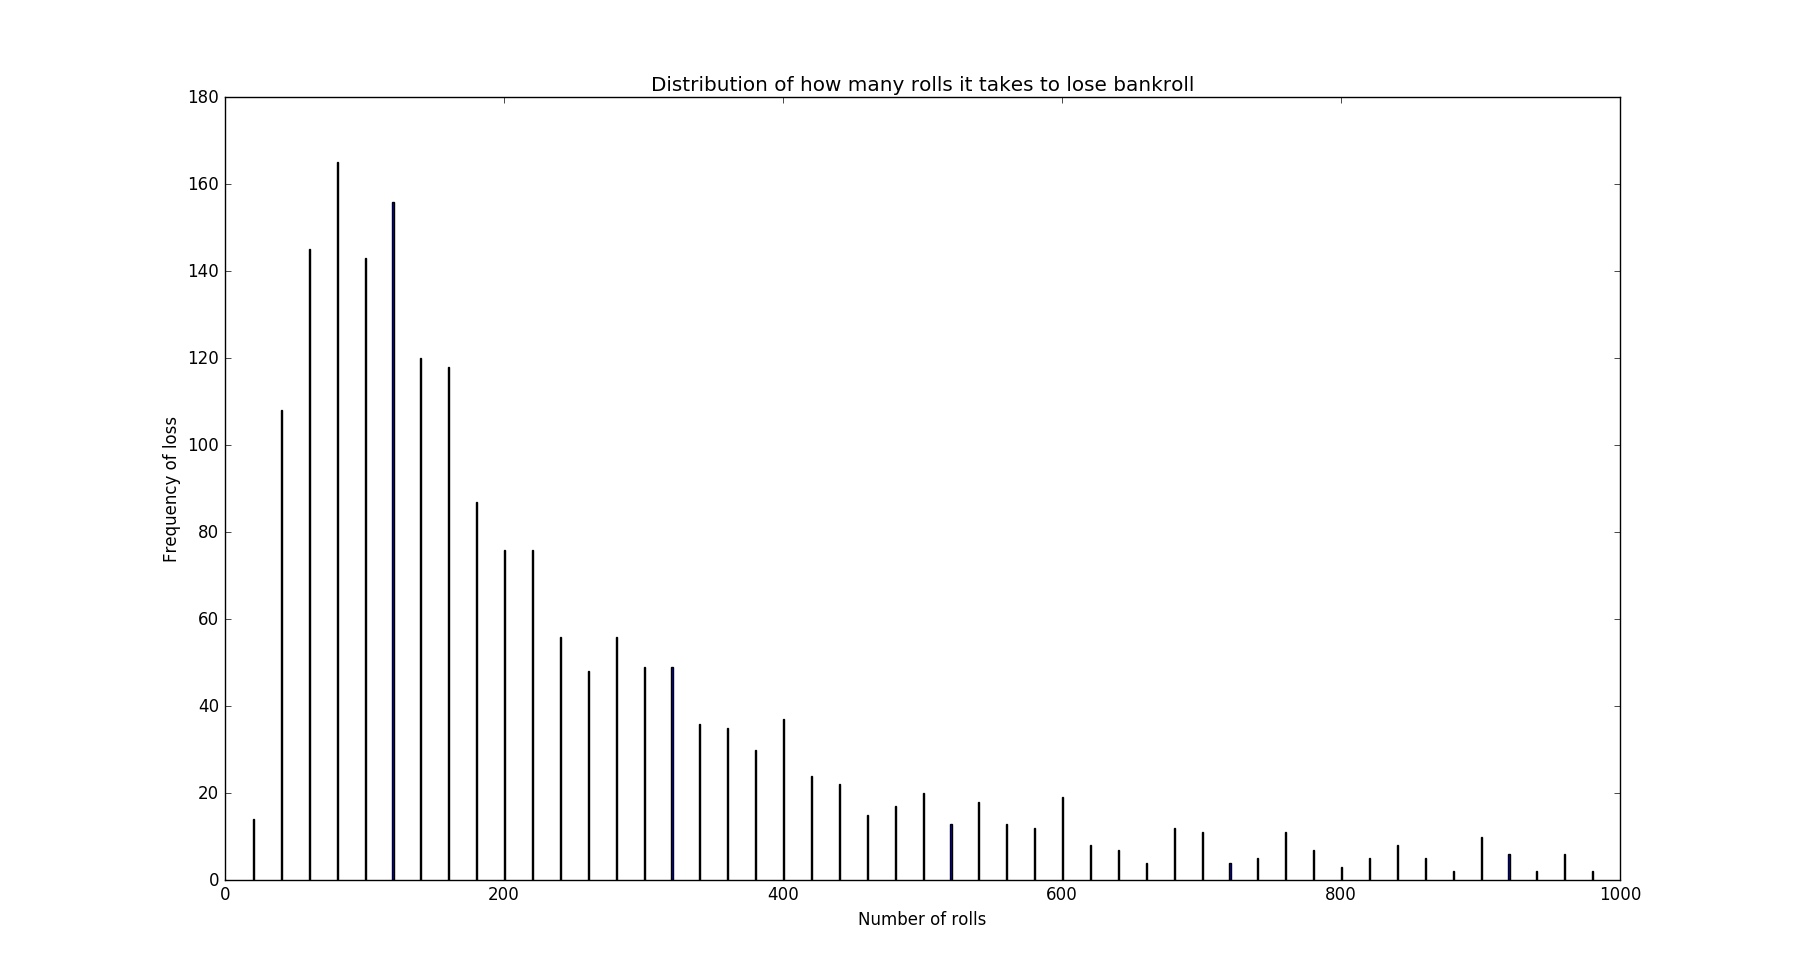 Distribution of how many rolls it takes to lose bankroll
180
160
140
120
100
80
60
40
20
0
Frequency of loss
0 200 400 600 800 1000
Number of rolls